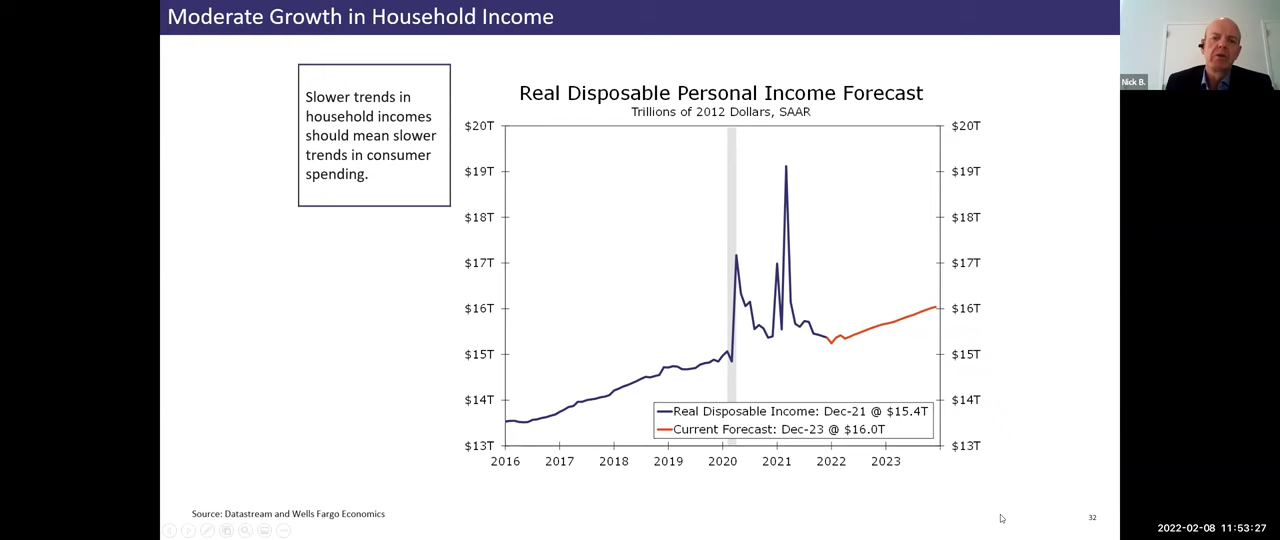 Moderate Growth in Household Income
Nick B.
Slower trends in
household incomes
should mean slower
trends in consumer
spending.
Real Disposable Personal Income Forecast
Trillions of 2012 Dollars, SAAR
$20T $20T
$19T $19T
$18T $18T
$17T $17T
$16T $16T
$15T $15T
$14T $14T
$13T $13T
Real Disposable Income: Dec-21 @ $15.4T
Current Forecast: Dec-23 @ $16.0T
2016 2017 2018 2019 2020 2021 2022 2023
Source: Datastream and Wells Fargo Economics
32
2022-02-08 11:53:27